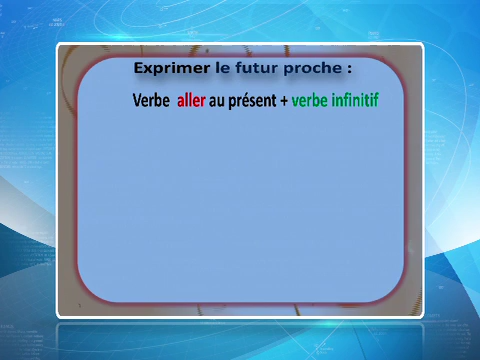 Exprimer le futur proche :
Verbe aller au présent + verbe infinitif